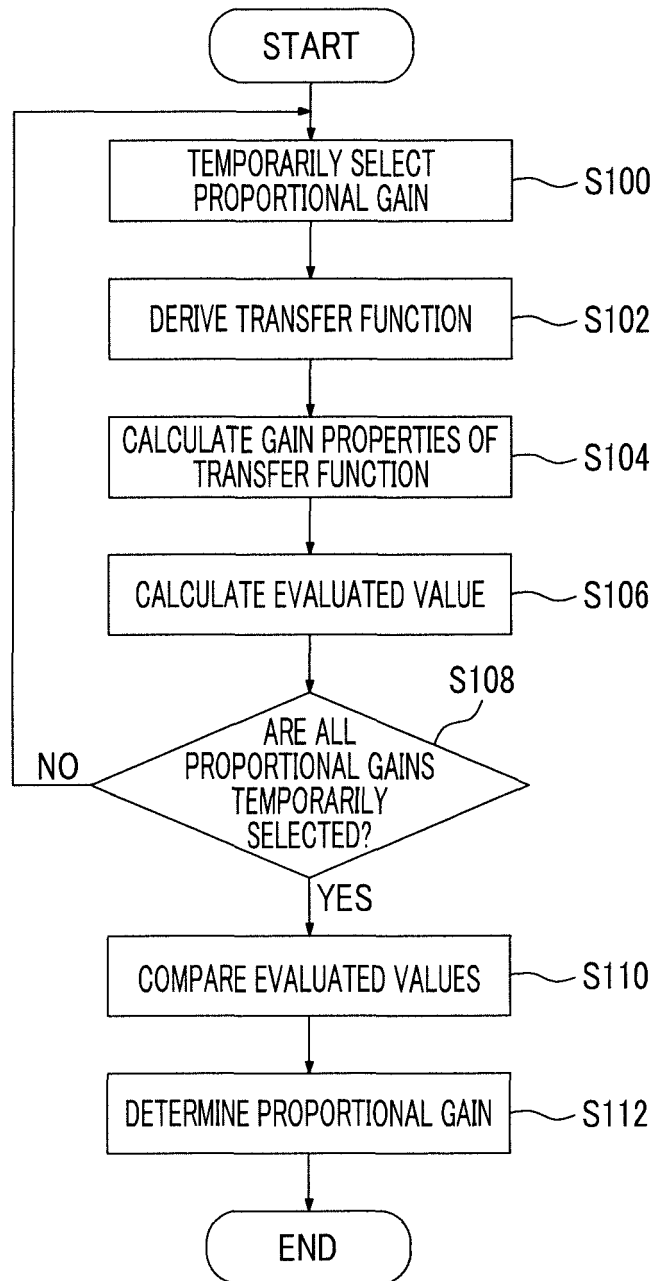 START
TEMPORARILY SELECT
PROPORTIONAL GAIN
S100
DERIVE TRANSFER FUNCTION
S102
CALCULATE GAIN PROPERTIES OF
TRANSFER FUNCTION
S104
CALCULATE EVALUATED VALUE
S106
S108
ARE ALL
PROPORTIONAL GAINS
TEMPORARILY
SELECTED?
NO
YES
COMPARE EVALUATED VALUES
S110
DETERMINE PROPORTIONAL GAIN
S112
END